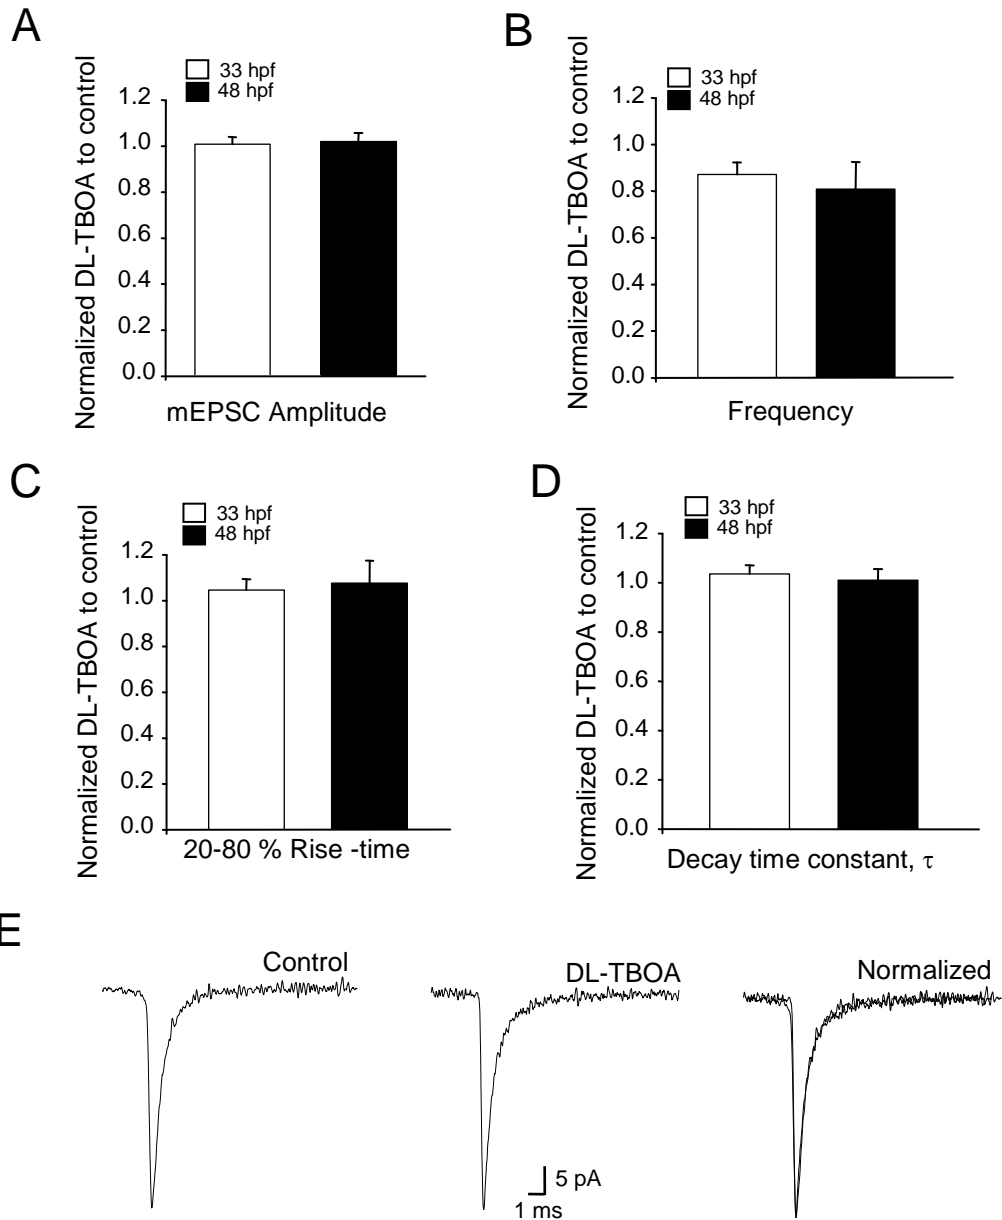 A
33 hpf
48 hpf
Normalized DL-TBOA to control
1.2
1.0
0.8
0.6
0.4
0.2
0.0
mEPSC Amplitude
B
33 hpf
48 hpf
Normalized DL-TBOA to control
1.2
1.0
0.8
0.6
0.4
0.2
0.0
Frequency
C
33 hpf
48 hpf
Normalized DL-TBOA to control
1.2
1.0
0.8
0.6
0.4
0.2
0.0
20-80 % Rise -time
D
33 hpf
48 hpf
Normalized DL-TBOA to control
1.2
1.0
0.8
0.6
0.4
0.2
0.0
Decay time constant, τ
E
Control
DL-TBOA
Normalized
5 pA
1 ms